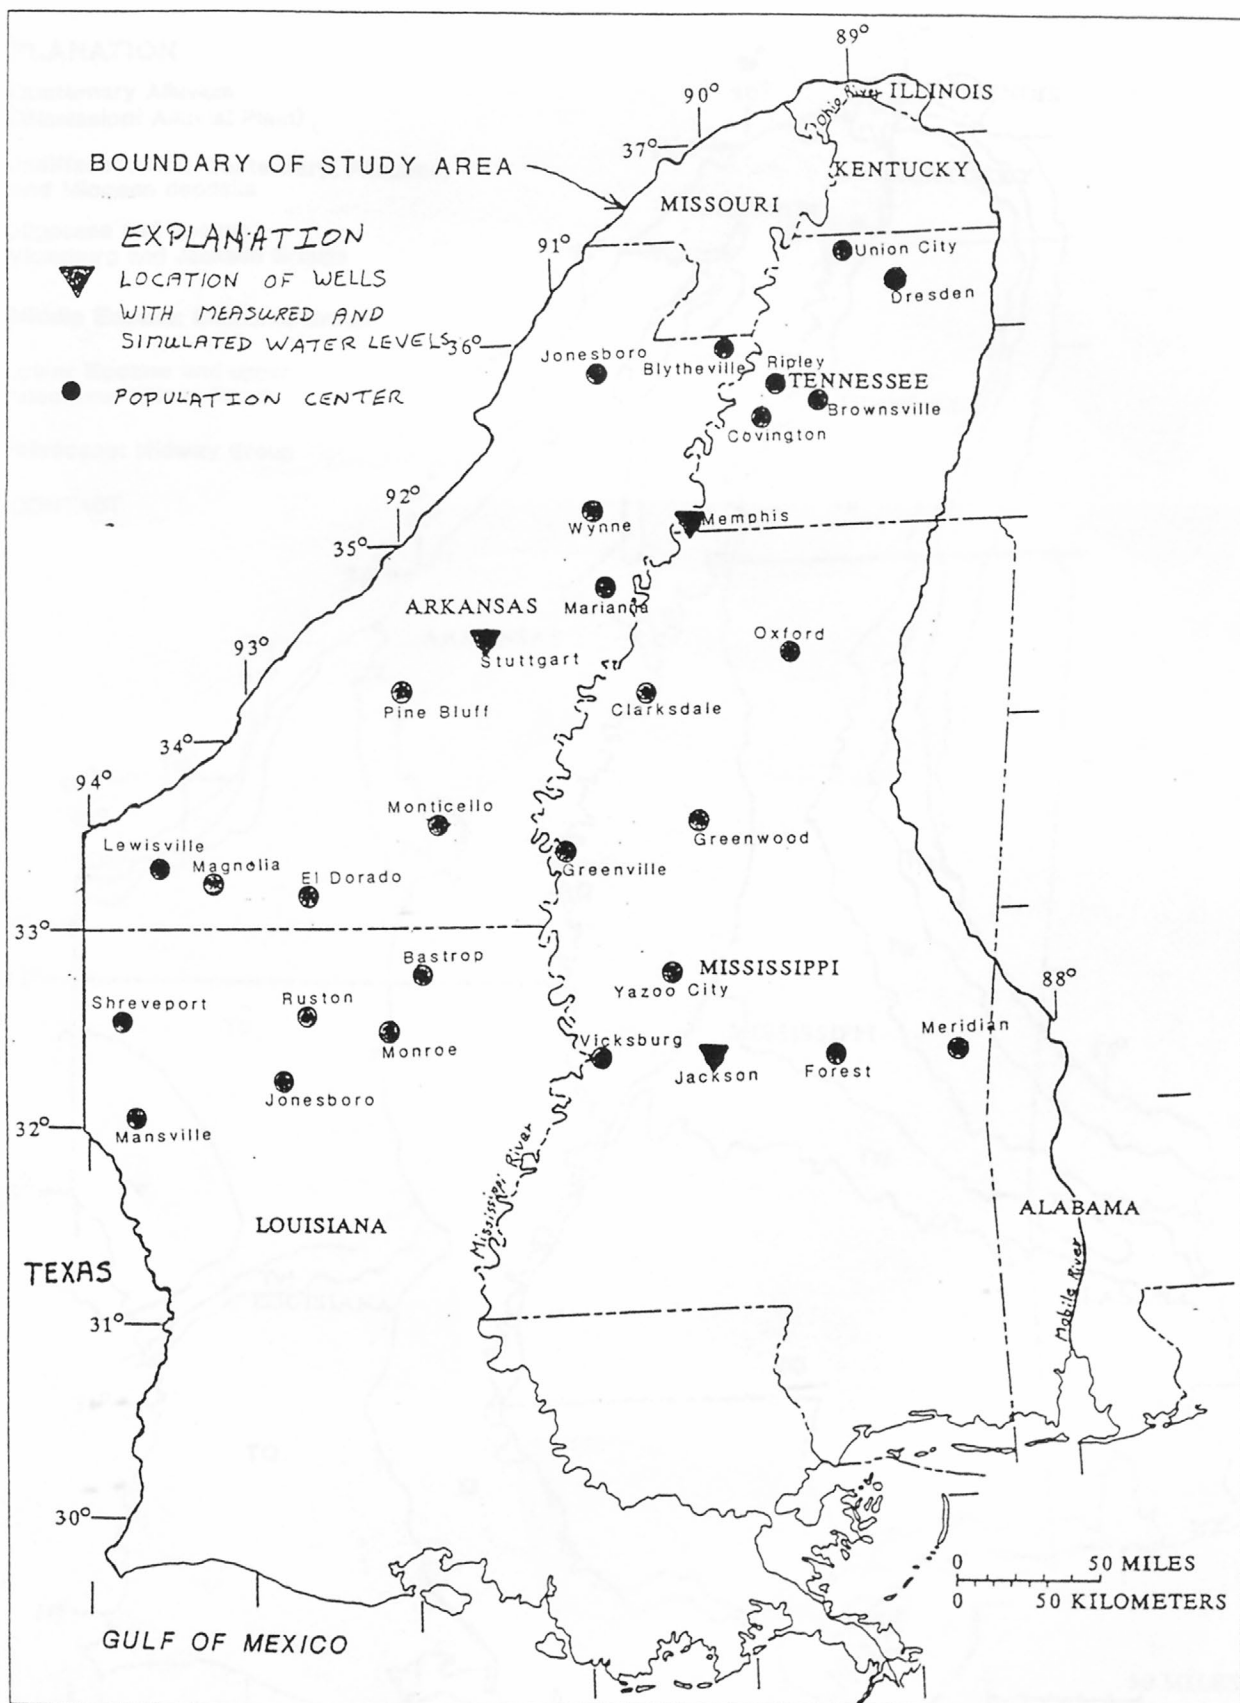 89°
90°
Ohio River
ILLINOIS
37°
BOUNDARY OF STUDY AREA
KENTUCKY
MISSOURI
EXPLANATION
91°
Union City
LOCATION OF WELLS
WITH MEASURED AND
SIMULATED WATER LEVELS
Dresden
36°
Jonesboro
Blytheville
Ripley
TENNESSEE
POPULATION CENTER
Brownsville
Covington
92°
Wynne
Memphis
35°
ARKANSAS
Marianna
93°
Stuttgart
Oxford
Pine Bluff
Clarksdale
34°
94°
Monticello
Lewisville
Magnolia
El Dorado
Greenwood
Greenville
33°
Bastrop
MISSISSIPPI
88°
Shreveport
Ruston
Yazoo City
Monroe
Vicksburg
Meridian
Jackson
Forest
Jonesboro
32°
Mansville
Mississippi River
LOUISIANA
ALABAMA
TEXAS
Mobile River
31°
30°
0 50 MILES
0 50 KILOMETERS
GULF OF MEXICO